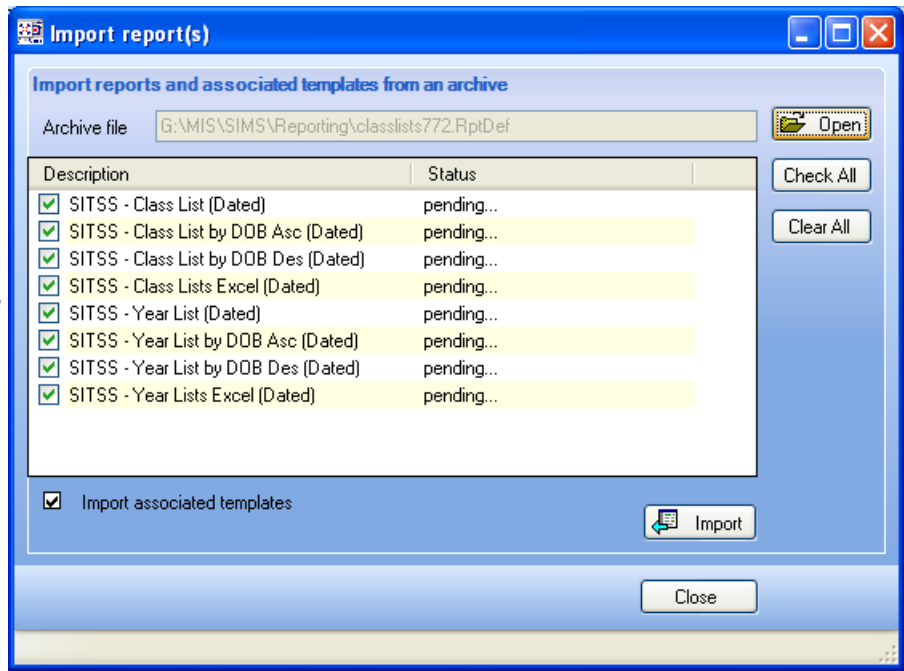 Import report(s)
Import reports and associated templates from an archive
Archive file G:\MIS\SIMS\Reporting\classlists772.RptDef Open
Description Status Check All
SITSS - Class List (Dated) pending...
SITSS - Class List by DOB Asc (Dated) pending... Clear All
SITSS - Class List by DOB Des (Dated) pending...
SITSS - Class Lists Excel (Dated) pending...
SITSS - Year List (Dated) pending...
SITSS - Year List by DOB Asc (Dated) pending...
SITSS - Year List by DOB Des (Dated) pending...
SITSS - Year Lists Excel (Dated) pending...
Import associated templates
Import
Close